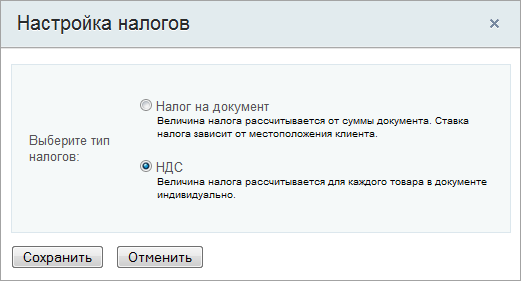 Настройка налогов
Налог на документ
Величина налога рассчитывается от суммы документа. Ставка
налога зависит от местоположения клиента.
Выберите тип
налогов:
НДС
Величина налога рассчитывается для каждого товара в документе
индивидуально.
Сохранить Отменить